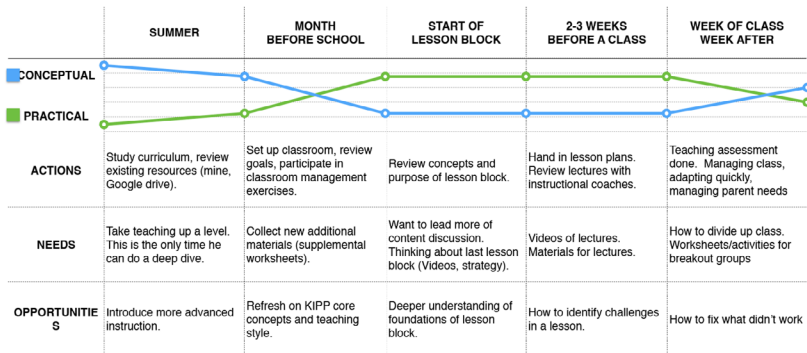 SUMMER
MONTH
BEFORE SCHOOL
START OF
LESSON BLOCK
2-3 WEEKS
BEFORE A CLASS
WEEK OF CLASS
WEEK AFTER
CONCEPTUAL
PRACTICAL
ACTIONS
Study curriculum, review
existing resources (mine,
Google drive).
Set up classroom, review
goals, participate in
classroom management
exercises.
Review concepts and
purpose of lesson block.
Hand in lesson plans.
Review lectures with
instructional coaches.
Teaching assessment
done. Managing class,
adapting quickly,
managing parent needs
NEEDS
Take teaching up a level.
This is the only time he
can do a deep dive.
Collect new additional
materials (supplemental
worksheets).
Want to lead more of
content discussion.
Thinking about last lesson
block (Videos, strategy).
Videos of lectures.
Materials for lectures.
How to divide up class.
Worksheets/activities for
breakout groups
OPPORTUNITIE
S
Introduce more advanced
instruction.
Refresh on KIPP core
concepts and teaching
style.
Deeper understanding of
foundations of lesson
block.
How to identify challenges
in a lesson.
How to fix what didn't work